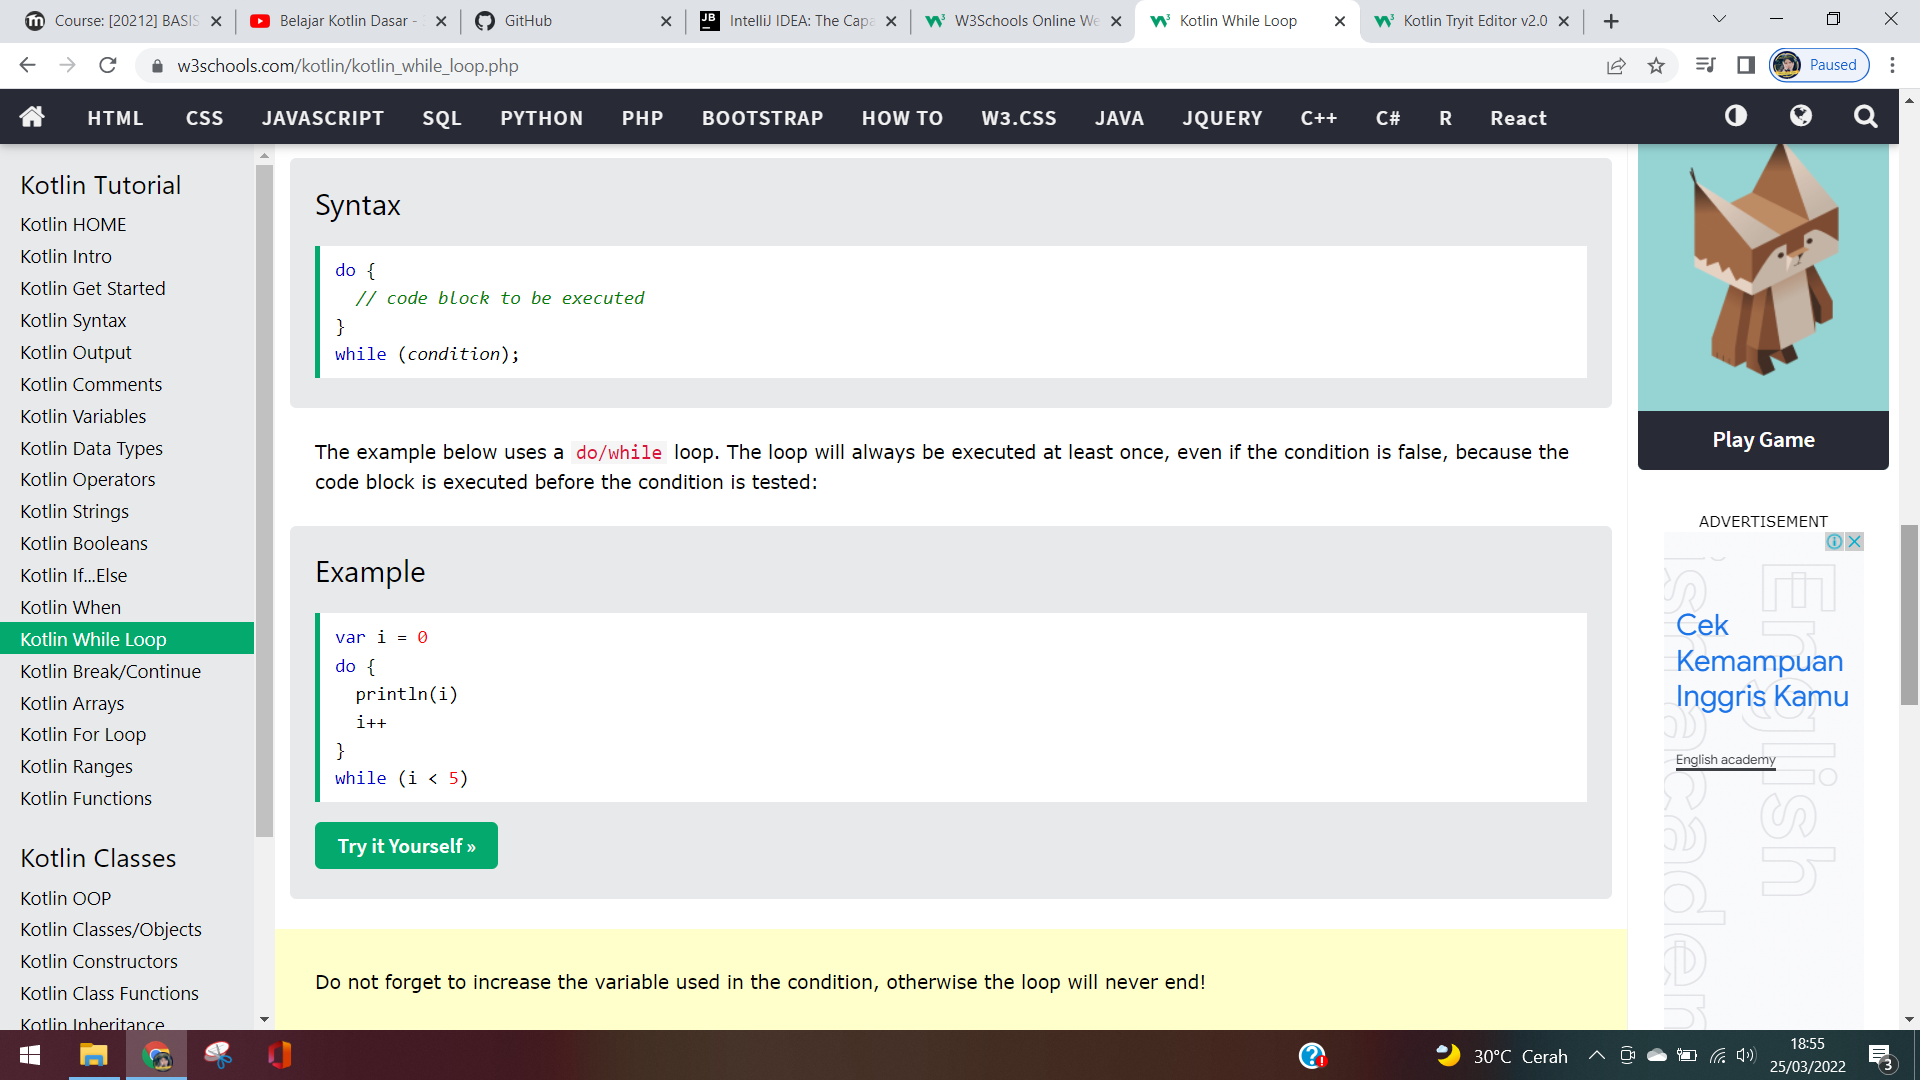 Course: [20212] BASIS
Belajar Kotlin Dasar -
GitHub
IntelliJ IDEA: The Capa
W3Schools Online We
Kotlin While Loop
Kotlin Tryit Editor v2.0
w3schools.com/kotlin/kotlin_while_loop.php
Paused
HTML CSS JAVASCRIPT SQL PYTHON PHP BOOTSTRAP HOW TO W3.CSS JAVA JQUERY C++ C# R React
Kotlin Tutorial
Kotlin HOME
Kotlin Intro
Kotlin Get Started
Kotlin Syntax
Kotlin Output
Kotlin Comments
Kotlin Variables
Kotlin Data Types
Kotlin Operators
Kotlin Strings
Kotlin Booleans
Kotlin If...Else
Kotlin When
Kotlin While Loop
Kotlin Break/Continue
Kotlin Arrays
Kotlin For Loop
Kotlin Ranges
Kotlin Functions
Kotlin Classes
Kotlin OOP
Kotlin Classes/Objects
Kotlin Constructors
Kotlin Class Functions
Kotlin Inheritance
Syntax
do {
// code block to be executed
}
while (condition);
The example below uses a do/while loop. The loop will always be executed at least once, even if the condition is false, because the
code block is executed before the condition is tested:
Example
var i = 0
do {
println(i)
i++
}
while (i < 5)
Try it Yourself »
Do not forget to increase the variable used in the condition, otherwise the loop will never end!
Play Game
ADVERTISEMENT
Cek
Kemampuan
Inggris Kamu
English academy
English
30°C Cerah
18:55
25/03/2022
3